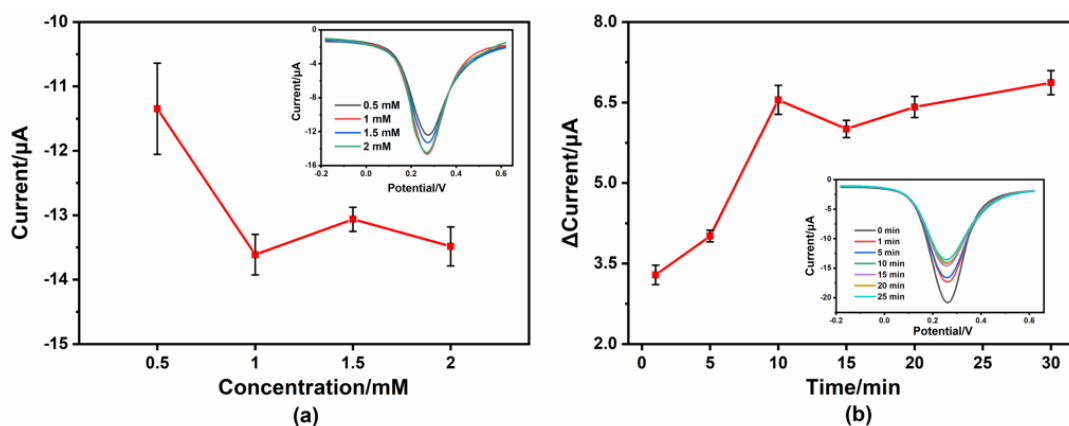 -10
-11
-12
-13
-14
-15
Current/µA
0.5
1
1.5
2
Concentration/mM
(a)
0
-4
-8
-12
-16
Current/µA
0.5 mM
1 mM
1.5 mM
2 mM
-0.2 0.0 0.2 0.4 0.6
Potential/V
8.0
6.5
5.0
3.5
2.0
ΔCurrent/µA
0 5 10 15 20 25 30
Time/min
(b)
0
-5
-10
-15
-20
Current/µA
0 min
1 min
5 min
10 min
15 min
20 min
25 min
-0.2 0.0 0.2 0.4 0.6
Potential/V